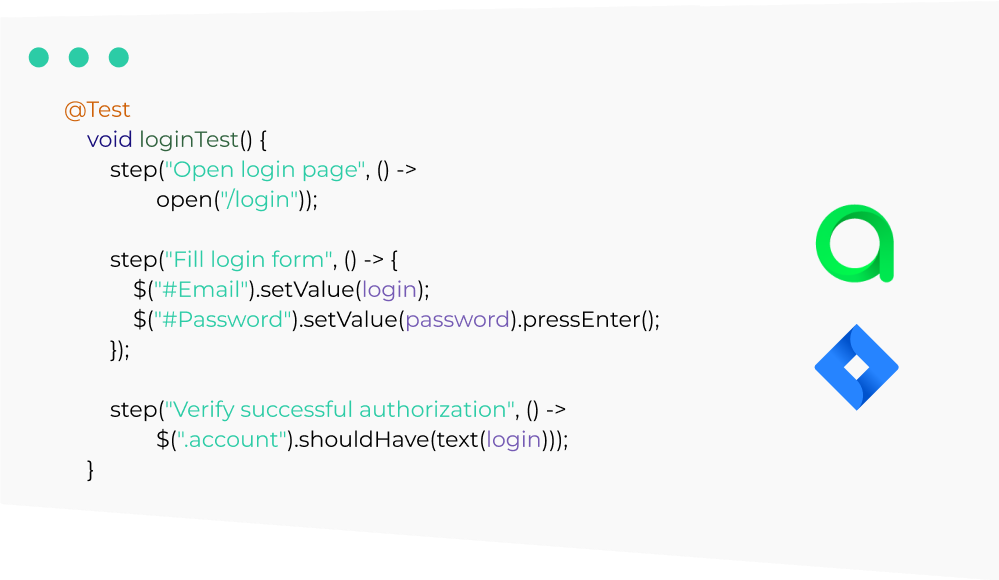 @Test
void loginTest() {
step("Open login page", () ->
open("/login"));
step("Fill login form", () -> {
$("#Email").setValue(login);
$("#Password").setValue(password).pressEnter();
});
step("Verify successful authorization", () ->
$(".account").shouldHave(text(login)));
}